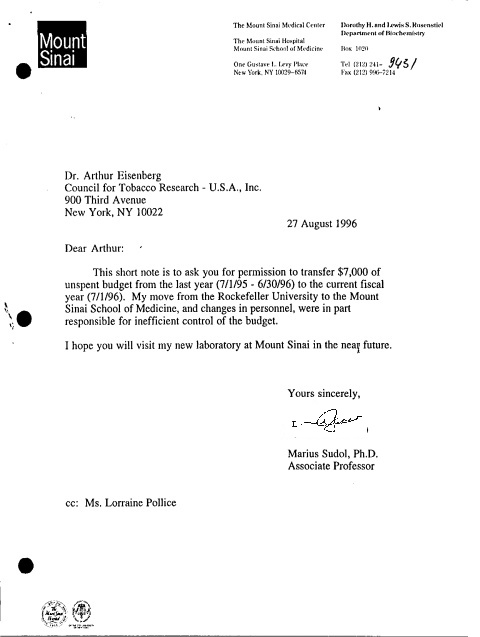 Mount
Sinai
The Mount Sinai Medical Center
The Mount Sinai Hospital
Mount Sinai School of Medicine
One Gustave L. Levy Place
New York, NY 10029-6574
Dorothy H. and Lewis S. Rosenstiel
Department of Biochemistry
Box 1020
Tel (212) 241- 9431
Fax (212) 996-7214
Dr. Arthur Eisenberg
Council for Tobacco Research - U.S.A., Inc.
900 Third Avenue
New York, NY 10022
27 August 1996
Dear Arthur:
This short note is to ask you for permission to transfer $7,000 of
unspent budget from the last year (7/1/95 - 6/30/96) to the current fiscal
year (7/1/96). My move from the Rockefeller University to the Mount
Sinai School of Medicine, and changes in personnel, were in part
responsible for inefficient control of the budget.
I hope you will visit my new laboratory at Mount Sinai in the near future.
Yours sincerely,
Marius Sudol, Ph.D.
Associate Professor
cc: Ms. Lorraine Pollice